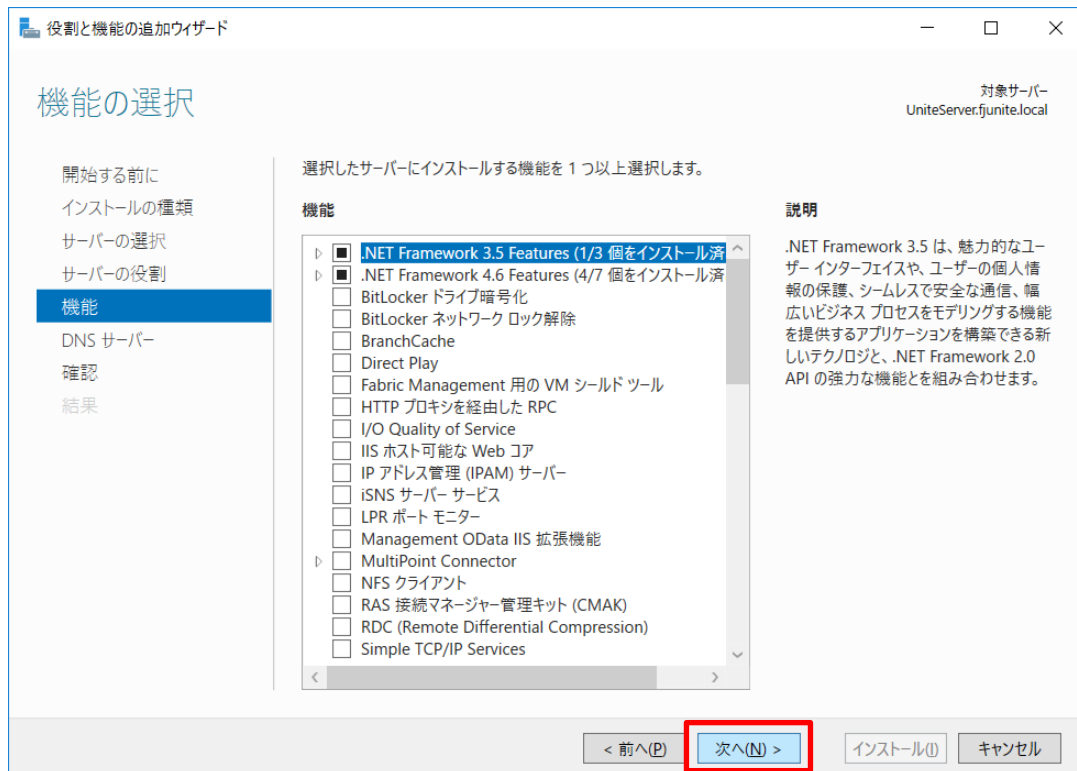 役割と機能の追加ウィザード
機能の選択
対象サーバー
UniteServer.fjunite.local
開始する前に
インストールの種類
サーバーの選択
サーバーの役割
機能
DNS サーバー
確認
結果
選択したサーバーにインストールする機能を 1 つ以上選択します。
機能
.NET Framework 3.5 Features (1/3 個をインストール済
.NET Framework 4.6 Features (4/7 個をインストール済
BitLocker ドライブ暗号化
BitLocker ネットワーク ロック解除
BranchCache
Direct Play
Fabric Management 用の VM シールド ツール
HTTP プロキシを経由した RPC
I/O Quality of Service
IIS ホスト可能な Web コア
IP アドレス管理 (IPAM) サーバー
iSNS サーバー サービス
LPR ポート モニター
Management OData IIS 拡張機能
MultiPoint Connector
NFS クライアント
RAS 接続マネージャー管理キット (CMAK)
RDC (Remote Differential Compression)
Simple TCP/IP Services
説明
.NET Framework 3.5 は、魅力的なユー
ザー インターフェイスや、ユーザーの個人情
報の保護、シームレスで安全な通信、幅
広いビジネス プロセスをモデリングする機能
を提供するアプリケーションを構築できる新
しいテクノロジと、.NET Framework 2.0
API の強力な機能とを組み合わせます。
< 前へ(P)
次へ(N) >
インストール(I)
キャンセル